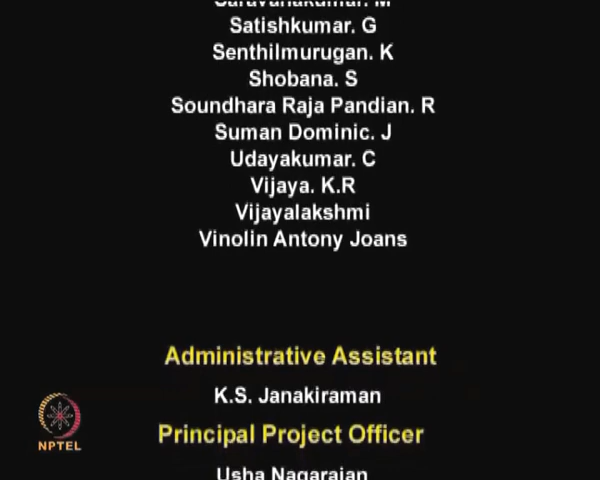 Saravanakumar. M
Satishkumar. G
Senthilmurugan. K
Shobana. S
Soundhara Raja Pandian. R
Suman Dominic. J
Udayakumar. C
Vijaya. K.R
Vijayalakshmi
Vinolin Antony Joans
Administrative Assistant
K.S. Janakiraman
Principal Project Officer
Usha Nagarajan
NPTEL